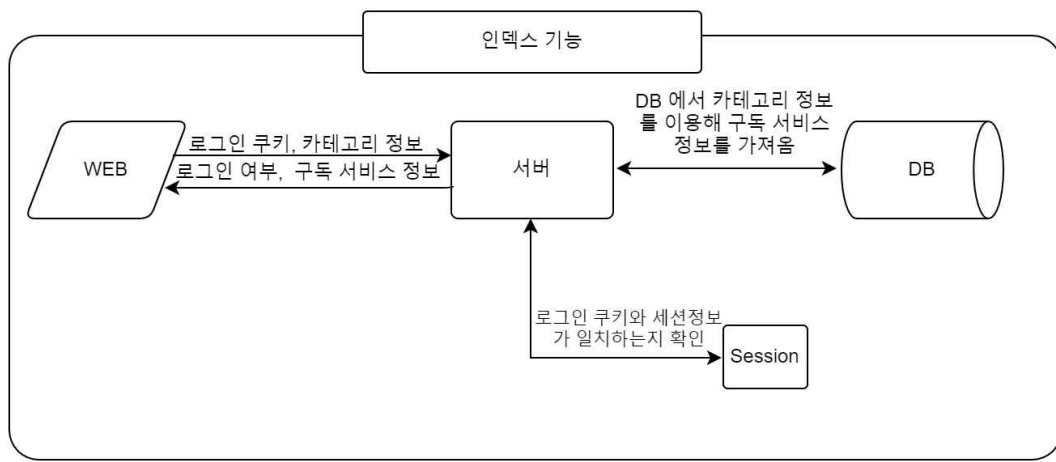 인덱스 기능
WEB
로그인 쿠키, 카테고리 정보
로그인 여부, 구독 서비스 정보
서버
DB 에서 카테고리 정보
를 이용해 구독 서비스
정보를 가져옴
DB
로그인 쿠키와 세션정보
가 일치하는지 확인
Session